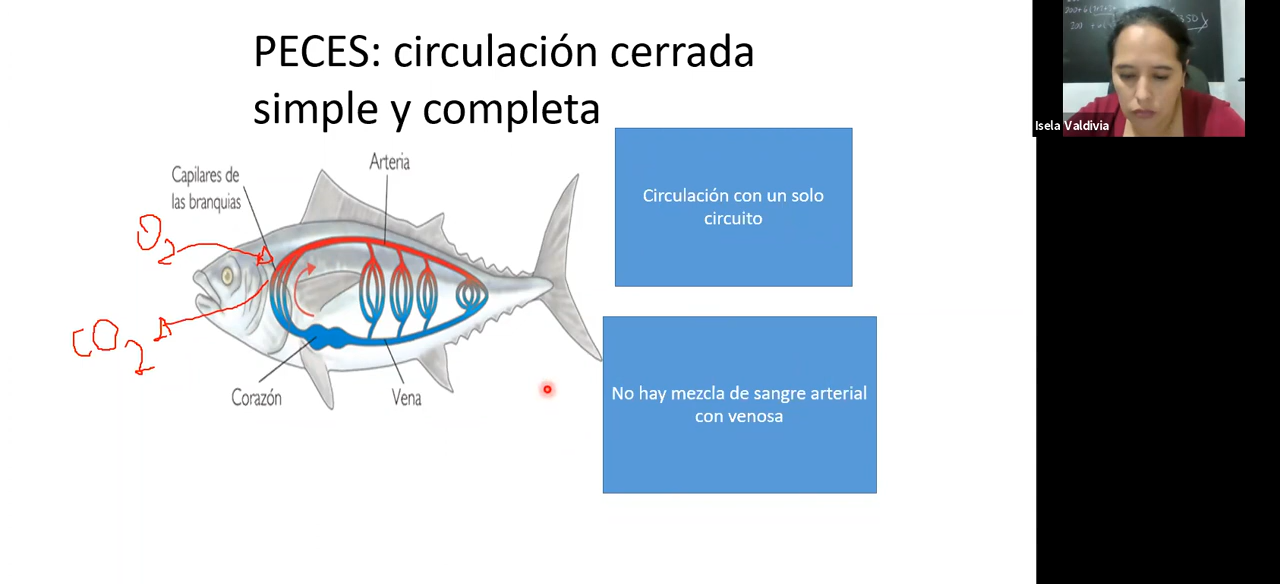 PECES: circulación cerrada
simple y completa
Capilares de
las branquias
Arteria
O2
CO2
Corazón
Vena
Circulación con un solo
circuito
No hay mezcla de sangre arterial
con venosa
Isela Valdivia